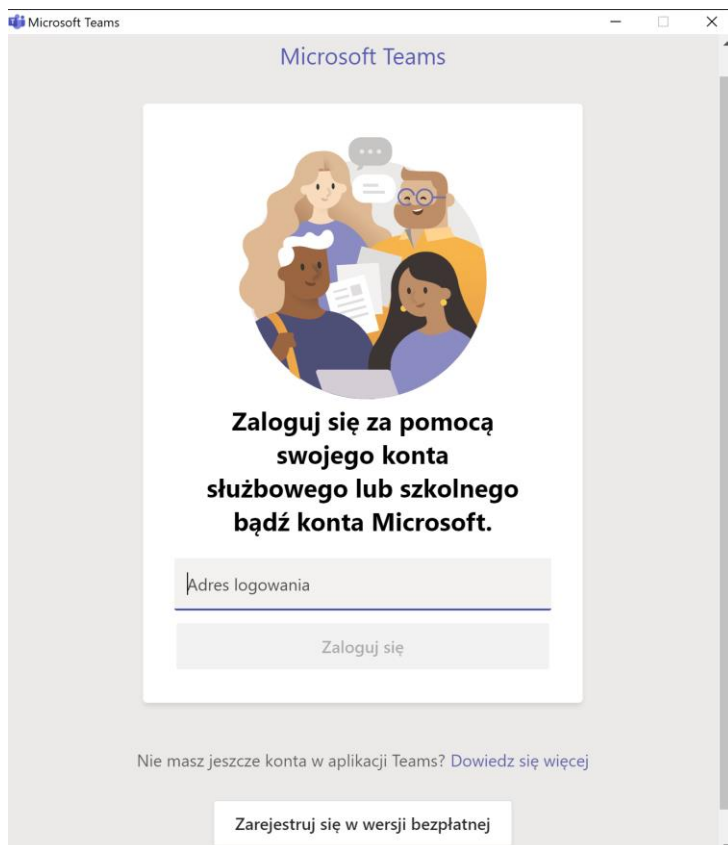 Microsoft Teams
Microsoft Teams
Zaloguj się za pomocą
swojego konta
służbowego lub szkolnego
bądź konta Microsoft.
Adres logowania
Zaloguj się
Nie masz jeszcze konta w aplikacji Teams? Dowiedz się więcej
Zarejestruj się w wersji bezpłatnej